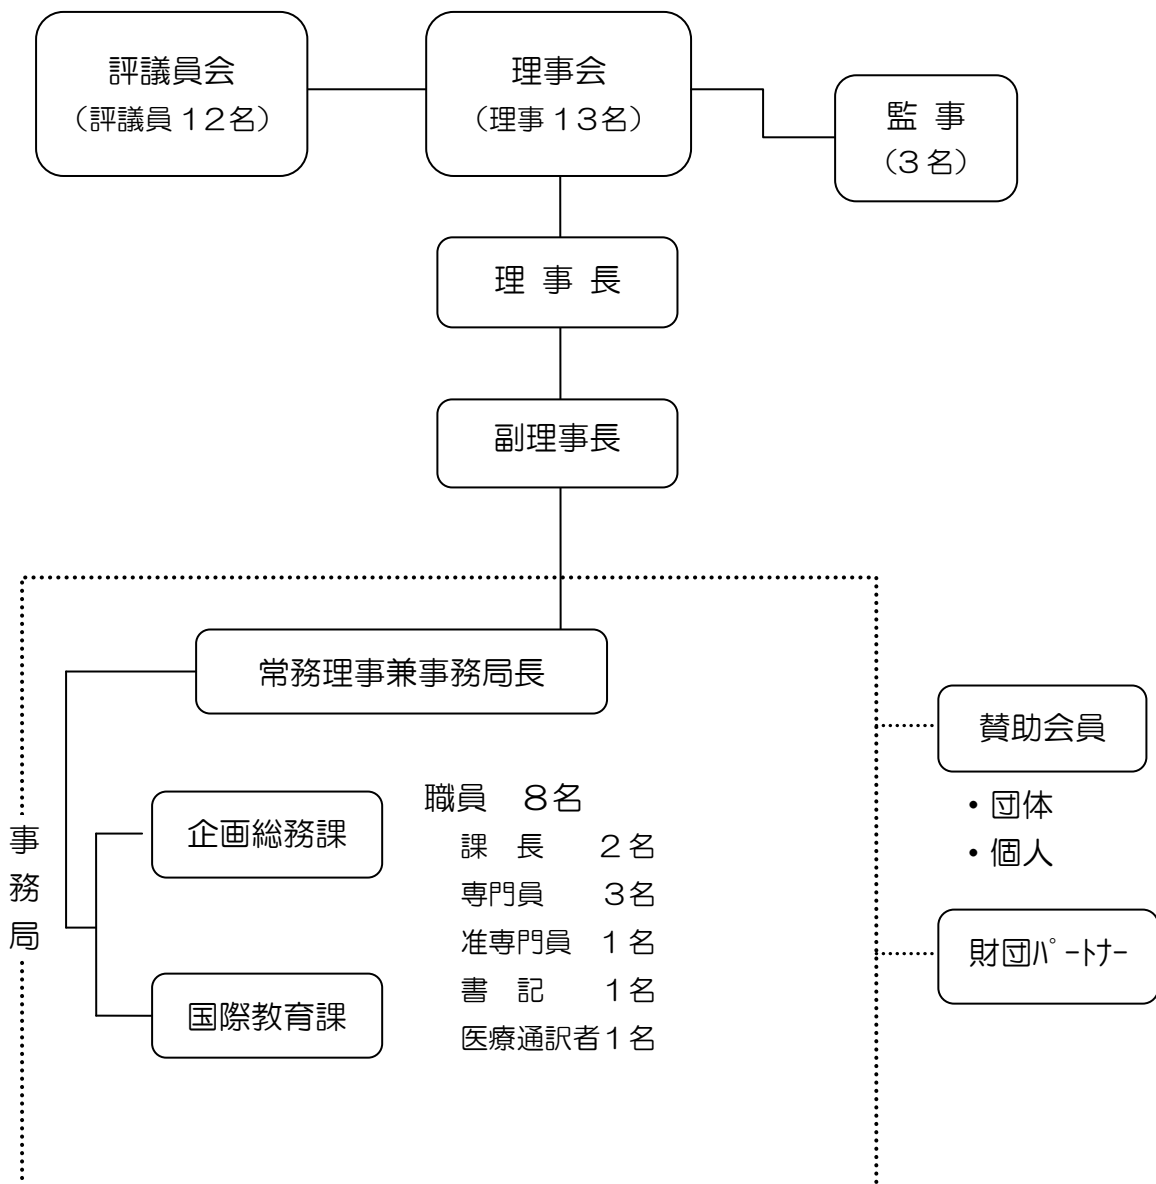 評議員会
（評議員１２名）
理事会
（理事１３名）
監 事
（３名）
理 事 長
副理事長
常務理事兼事務局長
事務局
企画総務課
国際教育課
職員　８名
課　長　　２名
専門員　　３名
准専門員　１名
書　記　　１名
医療通訳者１名
賛助会員
・団体
・個人
財団ﾊﾟｰﾄﾅｰ